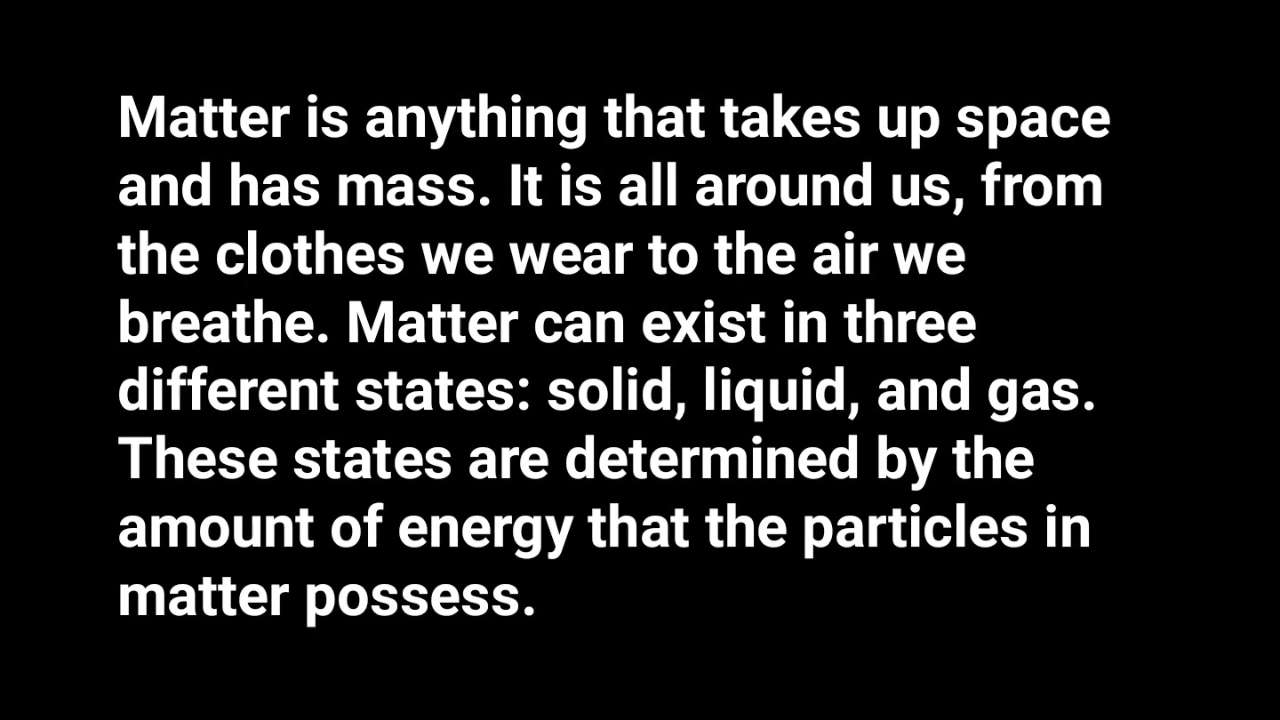 Matter is anything that takes up space
and has mass. It is all around us, from
the clothes we wear to the air we
breathe. Matter can exist in three
different states: solid, liquid, and gas.
These states are determined by the
amount of energy that the particles in
matter possess.